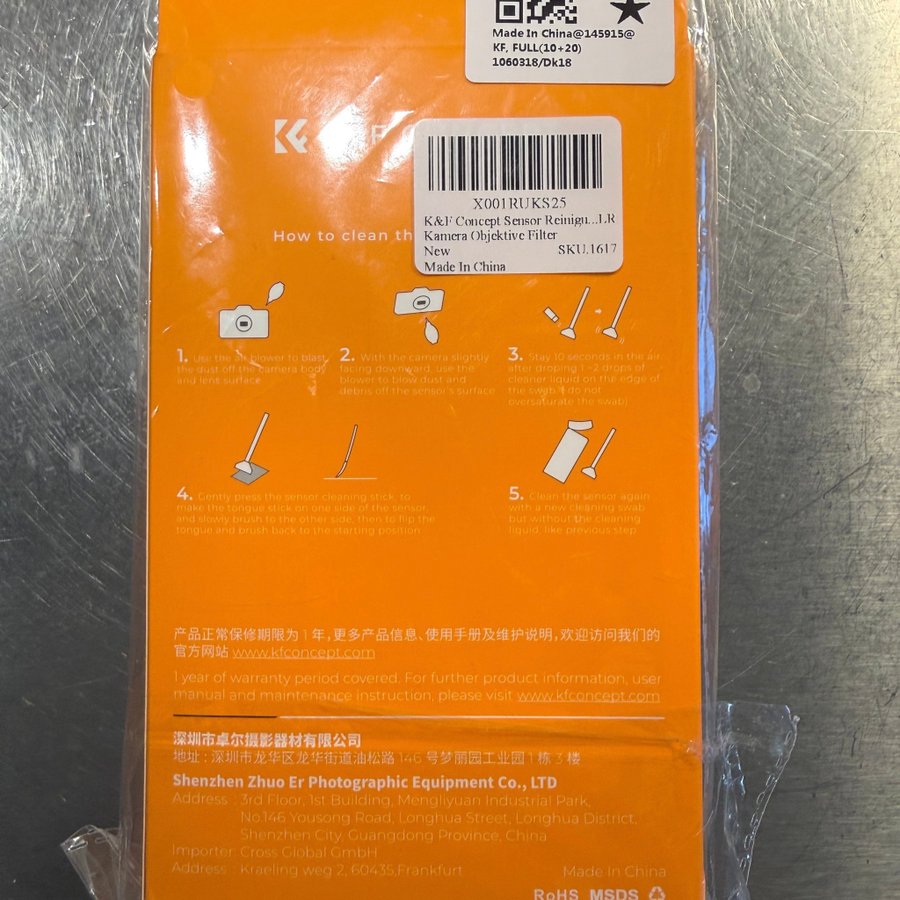 Made In China@145915@
KF, FULL(10+20)
1060318/Dk18
X001RUKS25
K&F Concept Sensor Reinigu...LR
Kamera Objektive Filter
New SKU.1617
Made In China
How to clean th
1. Use the air blower to blast
the dust off the camera body
and lens surface
2. With the camera slightly
facing downward, use the
blower to blow dust and
debris off the sensor's surface
3. Stay 10 seconds in the air
after droping 1~2 drops of
cleaner liquid on the edge of
the swab.( do not
oversaturate the swab)
4. Gently press the sensor cleaning stick, to
make the tongue stick on one side of the sensor,
and slowly brush to the other side, then to flip the
tongue and brush back to the starting position
5. Clean the sensor again
with a new cleaning swab
but without the cleaning
liquid, like previous step
产品正常保修期限为 1 年，更多产品信息、使用手册及维护说明，欢迎访问我们的
官方网站 www.kfconcept.com
1 year of warranty period covered. For further product information, user
manual and maintenance instruction, please visit www.kfconcept.com
深圳市卓尔摄影器材有限公司
地址：深圳市龙华区龙华街道油松路 146 号梦丽园工业园 1 栋 3 楼
Shenzhen Zhuo Er Photographic Equipment Co., LTD
Address : 3rd Floor, 1st Building, Mengliyuan Industrial Park,
No.146 Yousong Road, Longhua Street, Longhua District,
Shenzhen City, Guangdong Province, China
Importer: Cross Global GmbH
Address : Kraeling weg 2, 60435,Frankfurt
Made In China
RoHS MSDS